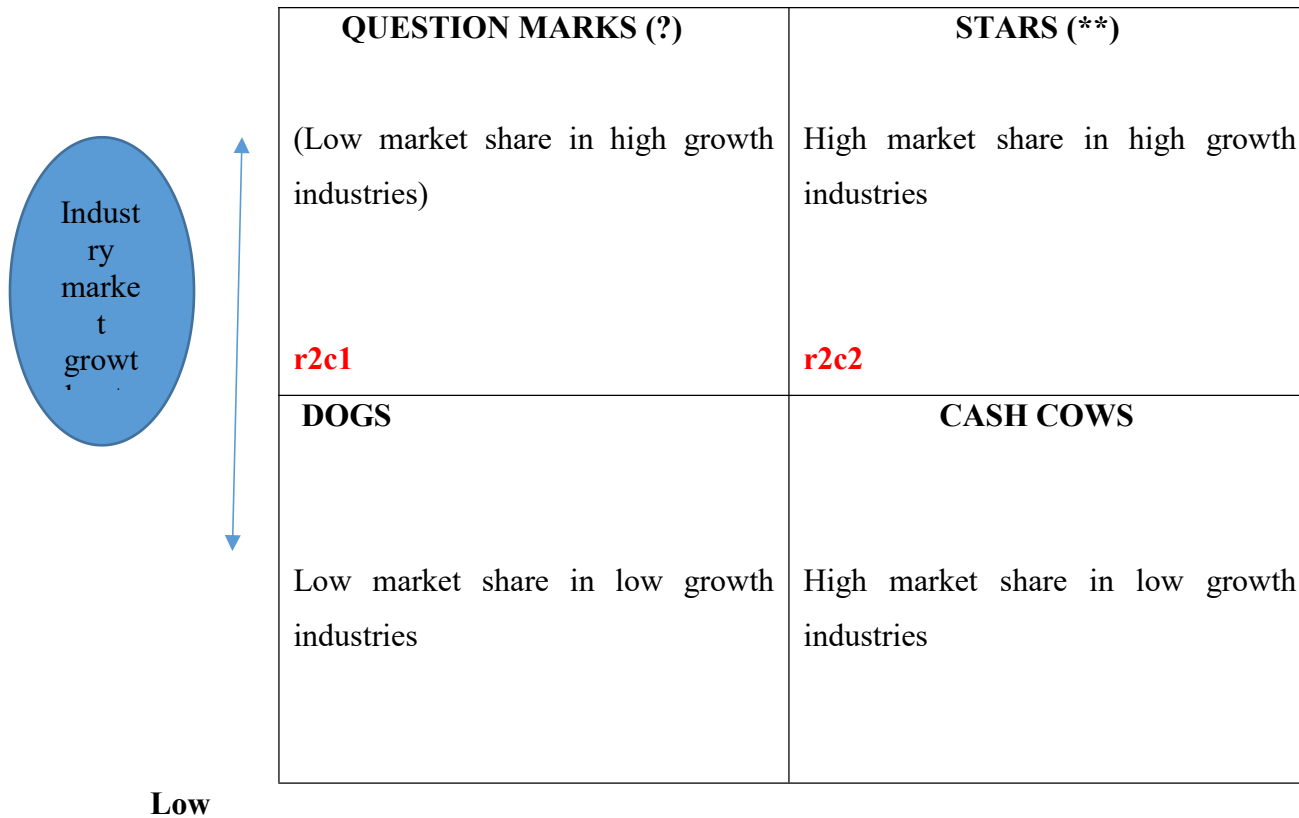 QUESTION MARKS (?)
STARS (**)
(Low market share in high growth
industries)
High market share in high growth
industries
Indust
ry
marke
t
growt
r2c1
r2c2
DOGS
CASH COWS
Low market share in low growth
industries
High market share in low growth
industries
Low